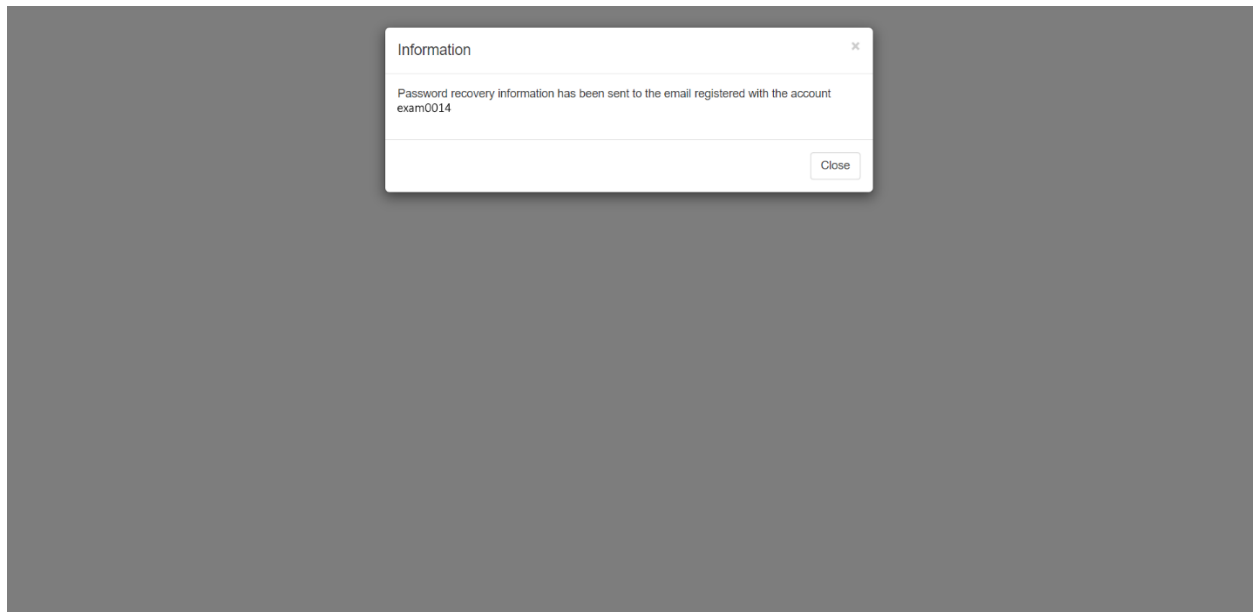 Information
×
Password recovery information has been sent to the email registered with the account
exam0014
Close